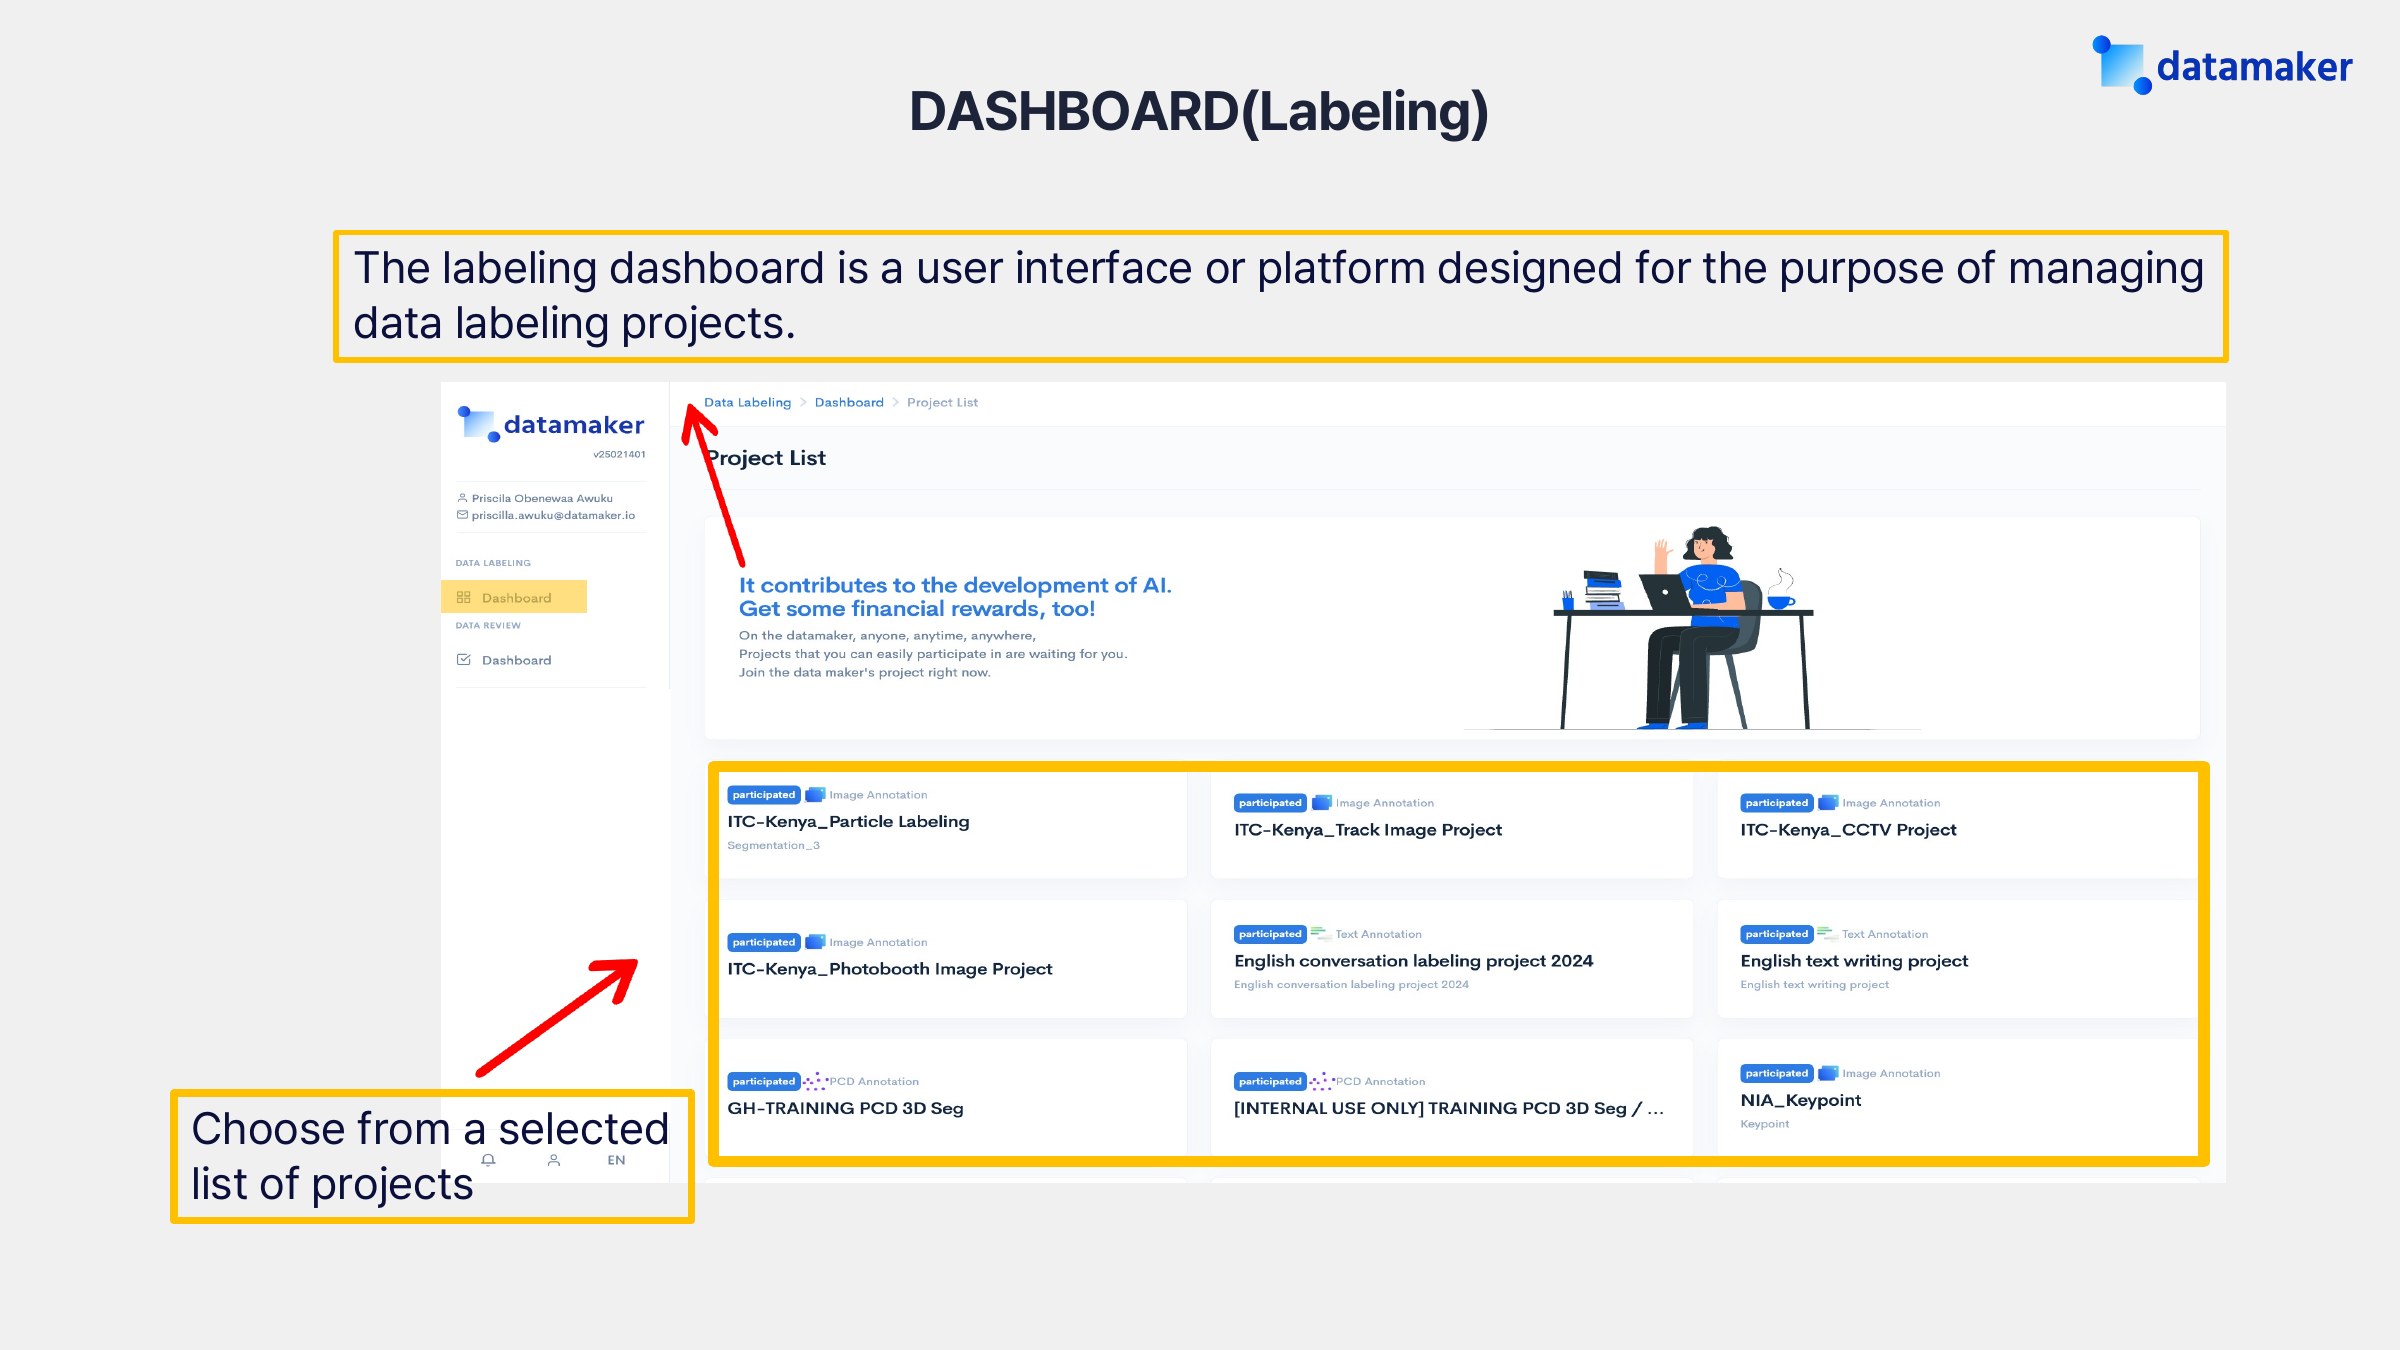 datamaker
DASHBOARD(Labeling)
The labeling dashboard is a user interface or platform designed for the purpose of managing
data labeling projects.
datamaker
v25021401
Priscila Obenewaa Awuku
priscilla.awuku@datamaker.io
DATA LABELING
Dashboard
DATA REVIEW
Dashboard
Data Labeling > Dashboard > Project List
Project List
It contributes to the development of AI.
Get some financial rewards, too!
On the datamaker, anyone, anytime, anywhere,
Projects that you can easily participate in are waiting for you.
Join the data maker's project right now.
participated Image Annotation
ITC-Kenya_Particle Labeling
Segmentation_3
participated Image Annotation
ITC-Kenya_Track Image Project
participated Image Annotation
ITC-Kenya_CCTV Project
participated Image Annotation
ITC-Kenya_Photobooth Image Project
participated Text Annotation
English conversation labeling project 2024
English conversation labeling project 2024
participated Text Annotation
English text writing project
English text writing project
participated PCD Annotation
GH-TRAINING PCD 3D Seg
participated PCD Annotation
[INTERNAL USE ONLY] TRAINING PCD 3D Seg / ...
participated Image Annotation
NIA_Keypoint
Keypoint
Choose from a selected
list of projects
EN